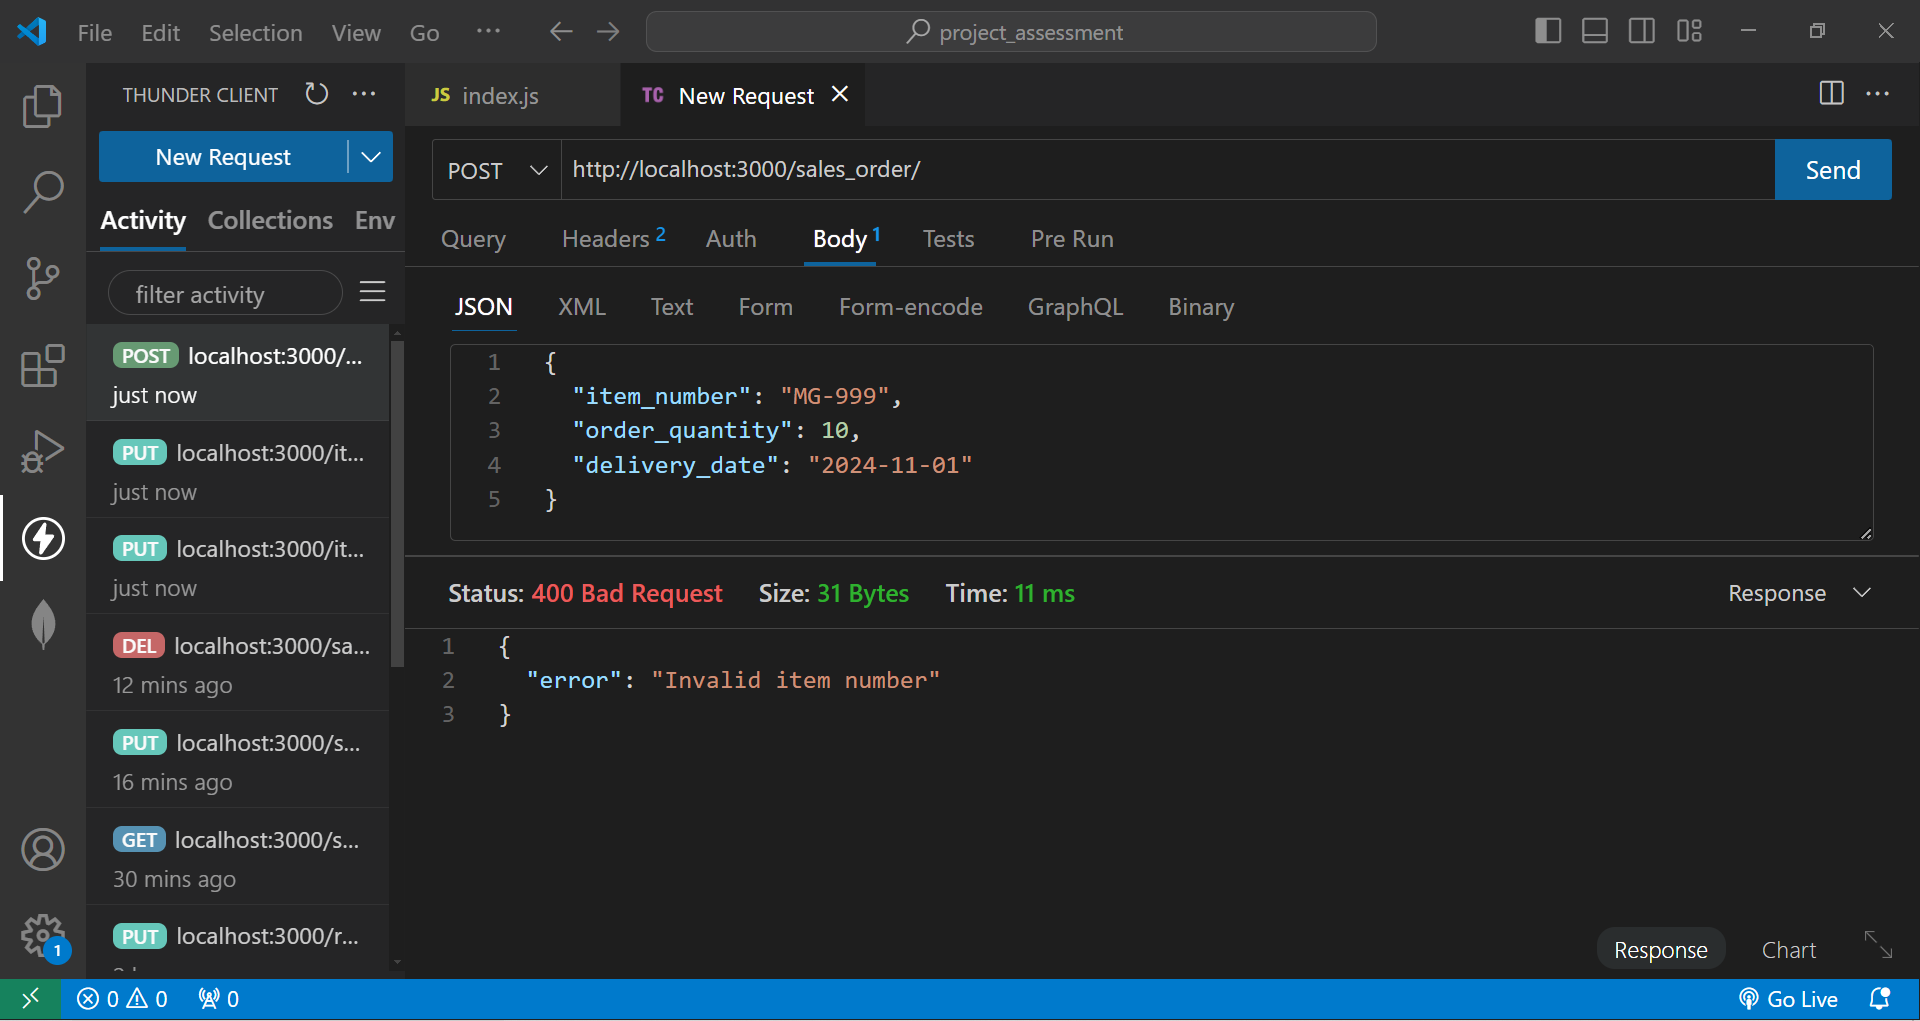 File Edit Selection View Go ... project_assessment
THUNDER CLIENT ...
New Request
Activity Collections Env
filter activity
POST localhost:3000/...
just now
PUT localhost:3000/it...
just now
PUT localhost:3000/it...
just now
DEL localhost:3000/sa...
12 mins ago
PUT localhost:3000/s...
16 mins ago
GET localhost:3000/s...
30 mins ago
PUT localhost:3000/r...
JS index.js
TC New Request
POST http://localhost:3000/sales_order/ Send
Query Headers 2 Auth Body 1 Tests Pre Run
JSON XML Text Form Form-encode GraphQL Binary
1 {
2 "item_number": "MG-999",
3 "order_quantity": 10,
4 "delivery_date": "2024-11-01"
5 }
Status: 400 Bad Request Size: 31 Bytes Time: 11 ms Response
1 {
2 "error": "Invalid item number"
3 }
Response Chart
1
0 0 0 Go Live